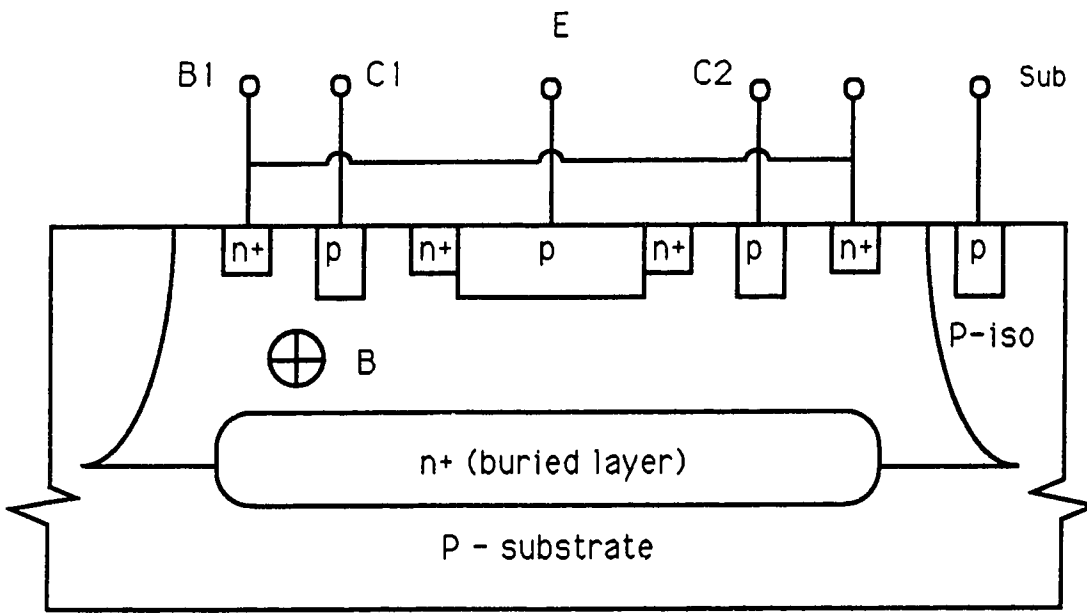 E
B1
C1
C2
Sub
n+
p
n+
p
n+
p
n+
p
P-iso
B
n+ (buried layer)
P - substrate